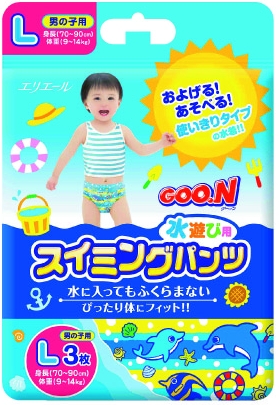 L 男の子用
身長(70~90cm)
体重(9~14kg)
エリエール
およげる!
あそべる!
使いきりタイプ
の水着!!
GOO.N
水遊び用
スイミングパンツ
水に入ってもふくらまない
ぴったり体にフィット!!
男の子用
L 3枚
身長(70~90cm)
体重(9~14kg)